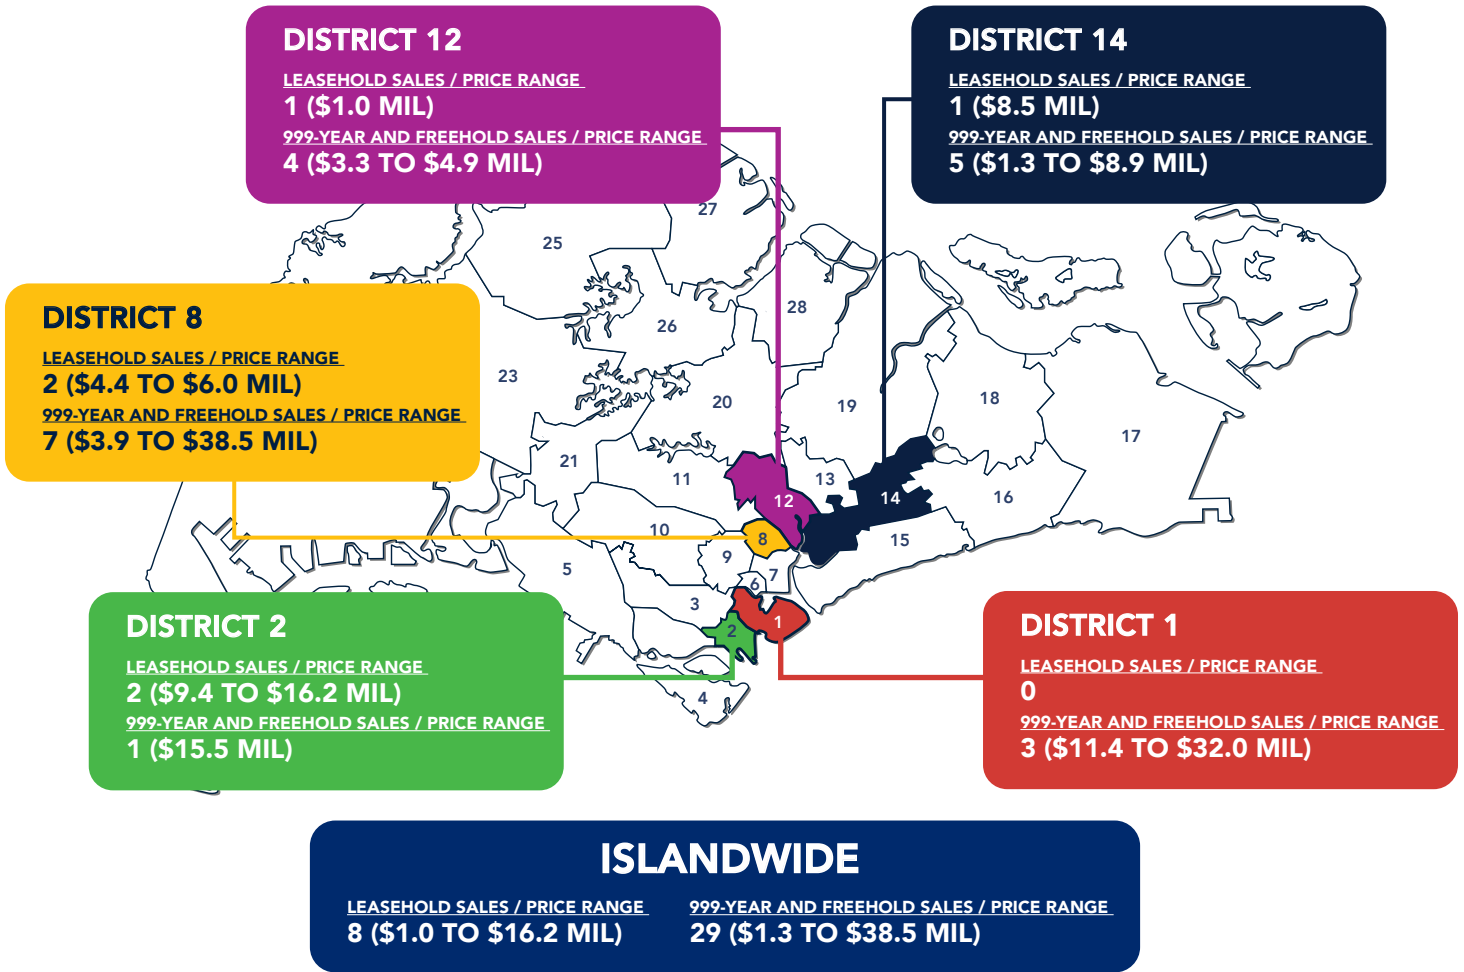 DISTRICT 12
LEASEHOLD SALES / PRICE RANGE
1 ($1.0 MIL)
999-YEAR AND FREEHOLD SALES / PRICE RANGE
4 ($3.3 TO $4.9 MIL)
DISTRICT 14
LEASEHOLD SALES / PRICE RANGE
1 ($8.5 MIL)
999-YEAR AND FREEHOLD SALES / PRICE RANGE
5 ($1.3 TO $8.9 MIL)
DISTRICT 8
LEASEHOLD SALES / PRICE RANGE
2 ($4.4 TO $6.0 MIL)
999-YEAR AND FREEHOLD SALES / PRICE RANGE
7 ($3.9 TO $38.5 MIL)
27
25
28
26
23
20
19
18
17
21
11
13
12
14
16
10
8
15
9
7
5
6
3
2
1
4
DISTRICT 2
LEASEHOLD SALES / PRICE RANGE
2 ($9.4 TO $16.2 MIL)
999-YEAR AND FREEHOLD SALES / PRICE RANGE
1 ($15.5 MIL)
DISTRICT 1
LEASEHOLD SALES / PRICE RANGE
0
999-YEAR AND FREEHOLD SALES / PRICE RANGE
3 ($11.4 TO $32.0 MIL)
ISLANDWIDE
LEASEHOLD SALES / PRICE RANGE
8 ($1.0 TO $16.2 MIL)
999-YEAR AND FREEHOLD SALES / PRICE RANGE
29 ($1.3 TO $38.5 MIL)